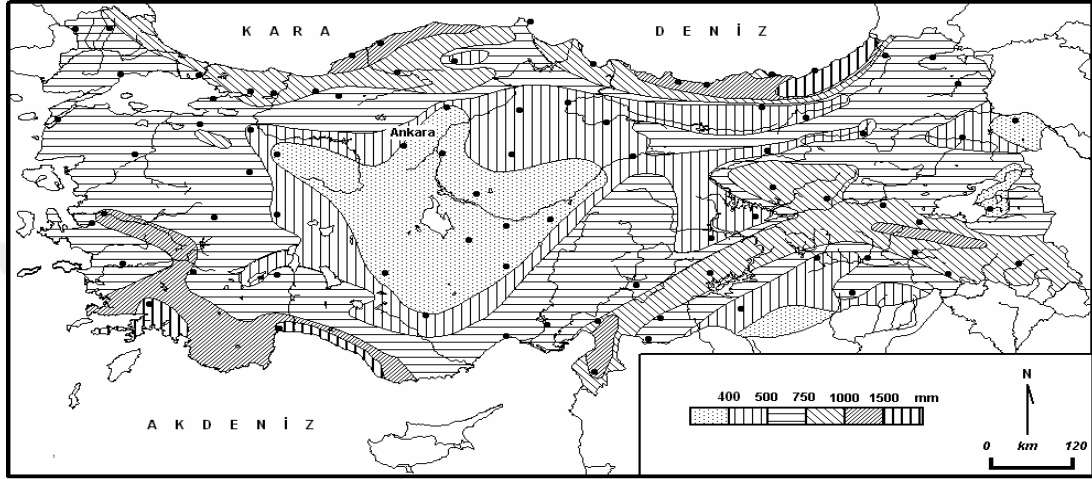 K A R A D E N İ Z
Ankara
A K D E N İ Z
400 500 750 1000 1500 mm
N
0 km 120